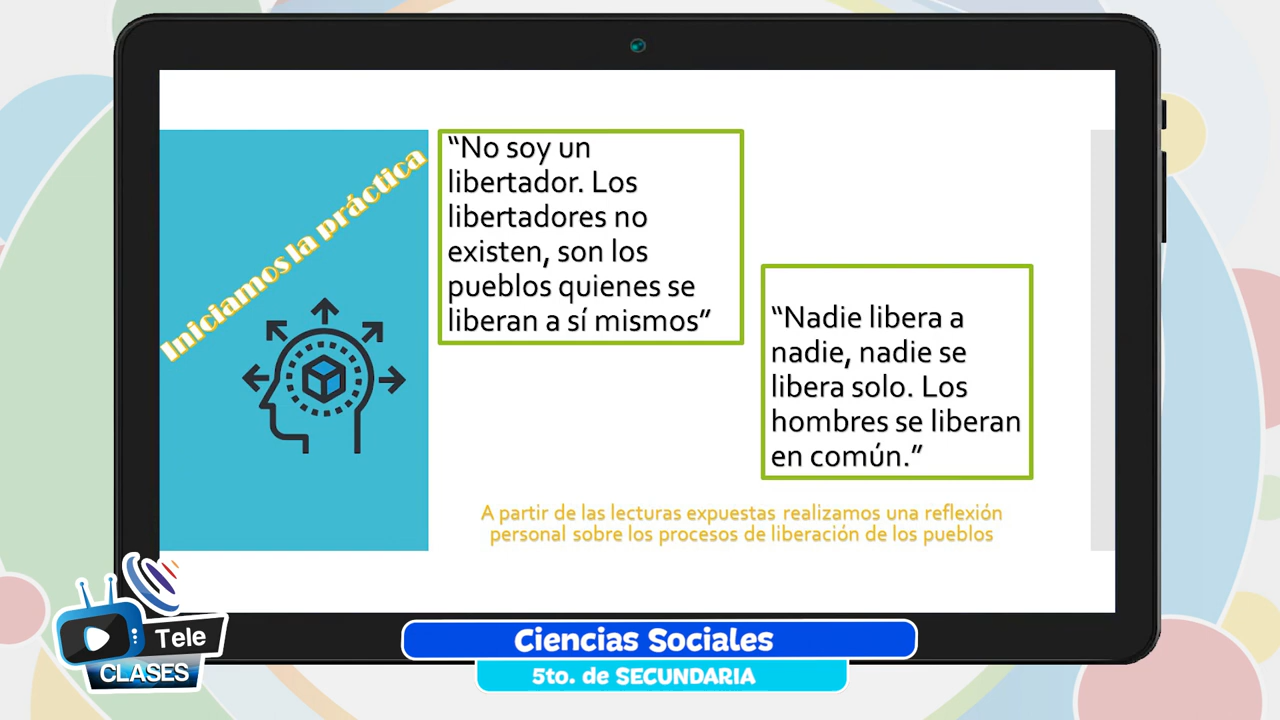 Iniciamos la práctica
“No soy un
libertador. Los
libertadores no
existen, son los
pueblos quienes se
liberan a sí mismos”
“Nadie libera a
nadie, nadie se
libera solo. Los
hombres se liberan
en común.”
A partir de las lecturas expuestas realizamos una reflexión
personal sobre los procesos de liberación de los pueblos
Tele
CLASES
Ciencias Sociales
5to. de SECUNDARIA